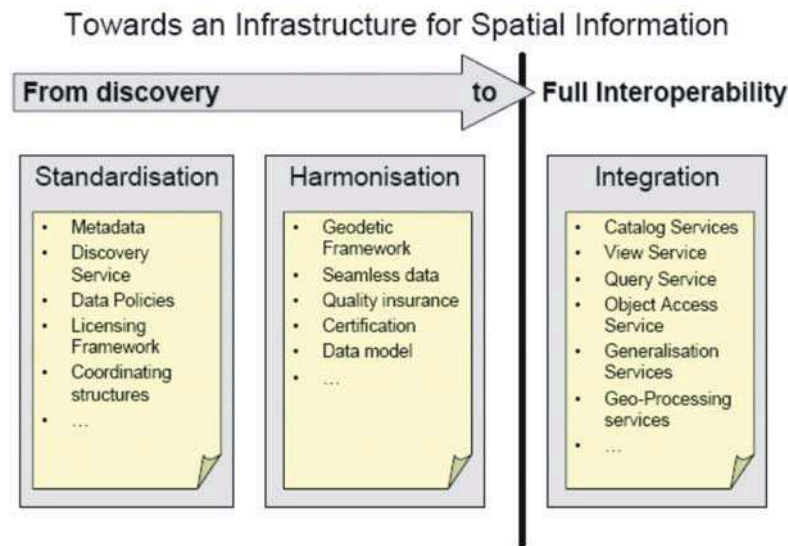 Towards an Infrastructure for Spatial Information
From discovery to Full Interoperability
Standardisation
• Metadata
• Discovery
Service
• Data Policies
• Licensing
Framework
• Coordinating
structures
• ...
Harmonisation
• Geodetic
Framework
• Seamless data
• Quality insurance
• Certification
• Data model
• ...
Integration
• Catalog Services
• View Service
• Query Service
• Object Access
Service
• Generalisation
Services
• Geo-Processing
services
• ...